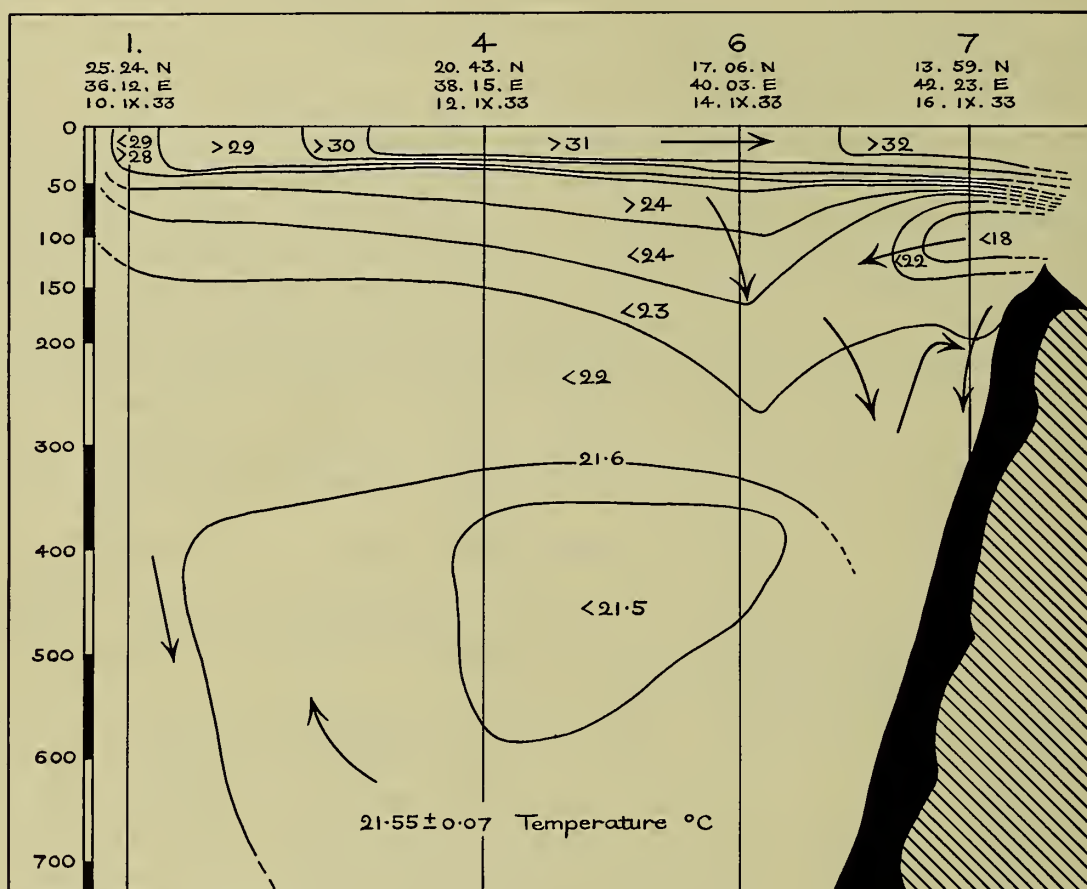 1.
25.24.N
36.12.E
10.IX.33
4
20.43.N
38.15.E
12.IX.33
6
17.06.N
40.03.E
14.IX.33
7
13.59.N
42.23.E
16.IX.33
0
50
100
150
200
300
400
500
600
700
<29
>28
>29
>30
>31
>32
>24
<24
<18
<22
<23
<22
21·6
<21·5
21·55±0·07 Temperature °C